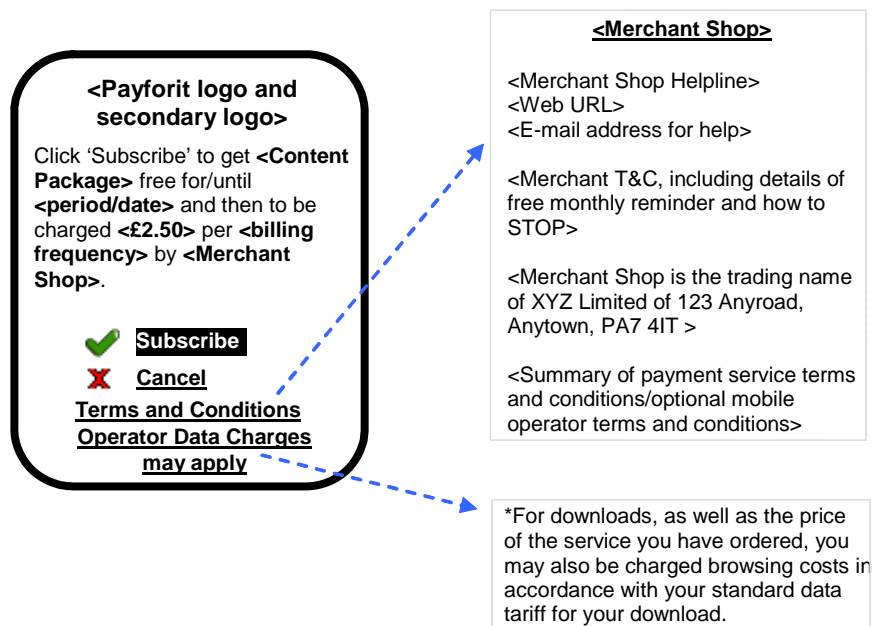 <Payforit logo and
secondary logo>
Click ‘Subscribe’ to get <Content
Package> free for/until
<period/date> and then to be
charged <£2.50> per <billing
frequency> by <Merchant
Shop>.
Subscribe
Cancel
Terms and Conditions
Operator Data Charges
may apply
<Merchant Shop>
<Merchant Shop Helpline>
<Web URL>
<E-mail address for help>
<Merchant T&C, including details of
free monthly reminder and how to
STOP>
<Merchant Shop is the trading name
of XYZ Limited of 123 Anyroad,
Anytown, PA7 4IT >
<Summary of payment service terms
and conditions/optional mobile
operator terms and conditions>
*For downloads, as well as the price
of the service you have ordered, you
may also be charged browsing costs in
accordance with your standard data
tariff for your download.